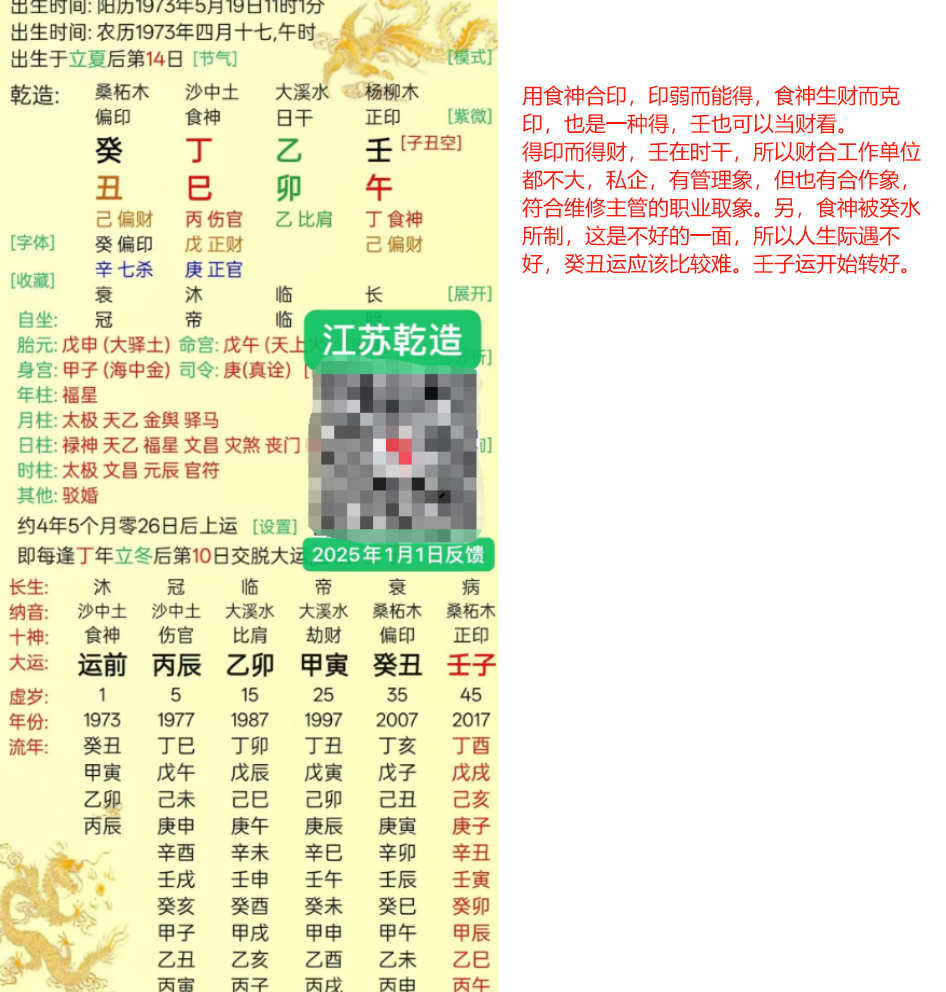 出生时间: 阳历1973年5月19日11时1分
出生时间: 农历1973年四月十七,午时
出生于立夏后第14日 [节气] [模式]
乾造: 桑柘木 沙中土 大溪水 杨柳木
偏印 食神 日干 正印 [紫微]
癸 丁 乙 壬 [子丑空]
丑 巳 卯 午
己 偏财 丙 伤官 乙 比肩 丁 食神
[字体] 癸 偏印 戊 正财 己 偏财
辛 七杀 庚 正官
[收藏]
衰 沐 临 长 [展开]
自坐: 冠 帝 临
江苏乾造
胎元: 戊申 (大驿土) 命宫: 戊午 (天上
身宫: 甲子 (海中金) 司令: 庚(真诠)
年柱: 福星
月柱: 太极 天乙 金舆 驿马
日柱: 禄神 天乙 福星 文昌 灾煞 丧门
时柱: 太极 文昌 元辰 官符
其他: 驳婚
约4年5个月零26日后上运 [设置]
即每逢丁年立冬后第10日交脱大运
2025年1月1日反馈
长生: 沐 冠 临 帝 衰 病
纳音: 沙中土 沙中土 大溪水 大溪水 桑柘木 桑柘木
十神: 食神 伤官 比肩 劫财 偏印 正印
大运: 运前 丙辰 乙卯 甲寅 癸丑 壬子
虚岁: 1 5 15 25 35 45
年份: 1973 1977 1987 1997 2007 2017
流年: 癸丑 丁巳 丁卯 丁丑 丁亥 丁酉
甲寅 戊午 戊辰 戊寅 戊子 戊戌
乙卯 己未 己巳 己卯 己丑 己亥
丙辰 庚申 庚午 庚辰 庚寅 庚子
辛酉 辛未 辛巳 辛卯 辛丑
壬戌 壬申 壬午 壬辰 壬寅
癸亥 癸酉 癸未 癸巳 癸卯
甲子 甲戌 甲申 甲午 甲辰
乙丑 乙亥 乙酉 乙未 乙巳
丙寅 丙子 丙戌 丙申 丙午
用食神合印，印弱而能得，食神生财而克
印，也是一种得，壬也可以当财看。
得印而得财，壬在时干，所以财合工作单位
都不大，私企，有管理象，但也有合作象，
符合维修主管的职业取象。另，食神被癸水
所制，这是不好的一面，所以人生际遇不
好，癸丑运应该比较难。壬子运开始转好。